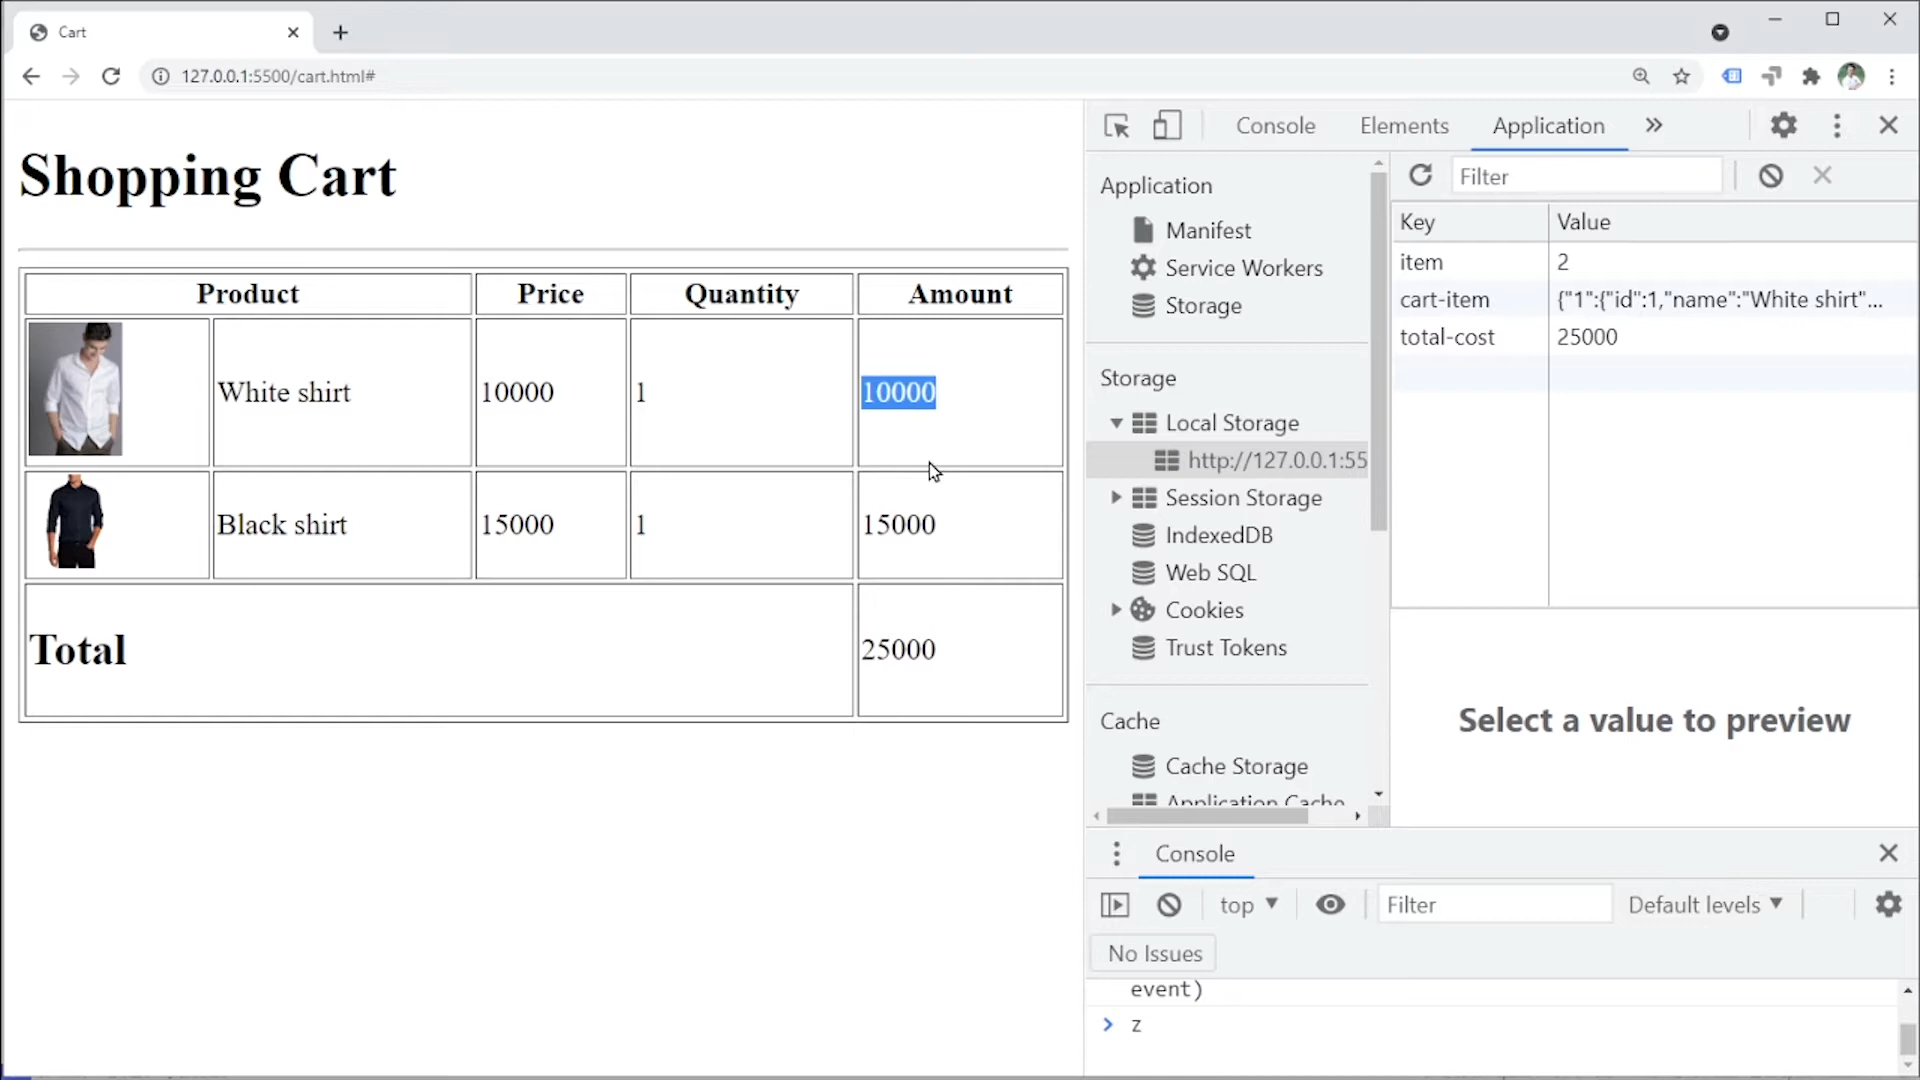 Cart
127.0.0.1:5500/cart.html#
Shopping Cart
Product Price Quantity Amount
White shirt 10000 1 10000
Black shirt 15000 1 15000
Total 25000
Console Elements Application
Application
Manifest
Service Workers
Storage
Storage
Local Storage
http://127.0.0.1:55
Session Storage
IndexedDB
Web SQL
Cookies
Trust Tokens
Cache
Cache Storage
Application Cache
Filter
Key Value
item 2
cart-item {"1":{"id":1,"name":"White shirt"...
total-cost 25000
Select a value to preview
Console
top Filter Default levels
No Issues
event)
z